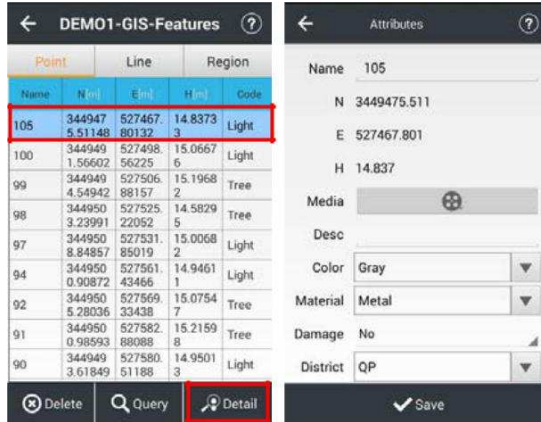 DEMO1-GIS-Features ?
Point Line Region
Name N[m] E[m] H[m] Code
105 344947 5.51148 527467. 80132 14.8373 3 Light
100 344949 1.56602 527498. 56225 15.0667 6 Light
99 344949 4.54942 527506. 88157 15.1968 2 Tree
98 344950 3.23991 527525. 22052 14.5829 5 Tree
97 344950 8.84857 527531. 85019 15.0068 2 Light
94 344950 0.90872 527561. 43466 14.9461 1 Light
92 344950 5.28036 527569. 33438 15.0754 7 Tree
91 344950 0.98593 527582. 88088 15.2159 8 Tree
90 344949 3.61849 527580. 51188 14.9501 3 Light
Delete Query Detail
Attributes ?
Name 105
N 3449475.511
E 527467.801
H 14.837
Media
Desc
Color Gray
Material Metal
Damage No
District QP
Save